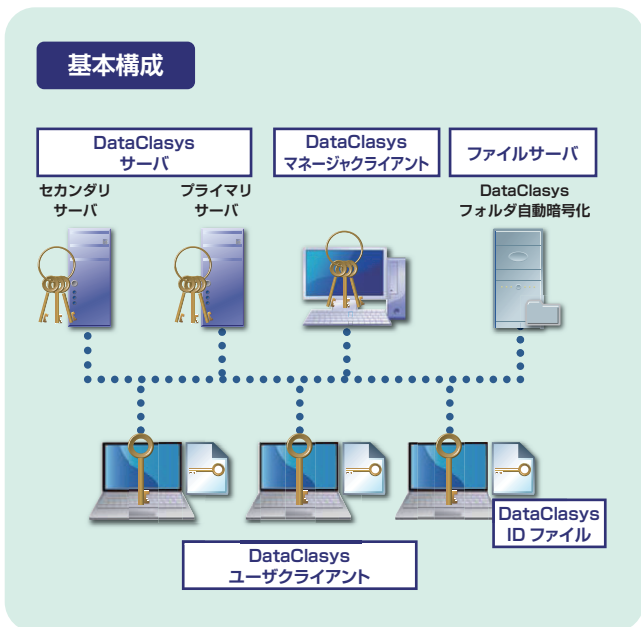 基本構成
DataClasys
サーバ
DataClasys
マネージャクライアント
ファイルサーバ
セカンダリ
サーバ
プライマリ
サーバ
DataClasys
フォルダ自動暗号化
DataClasys
ID ファイル
DataClasys
ユーザクライアント